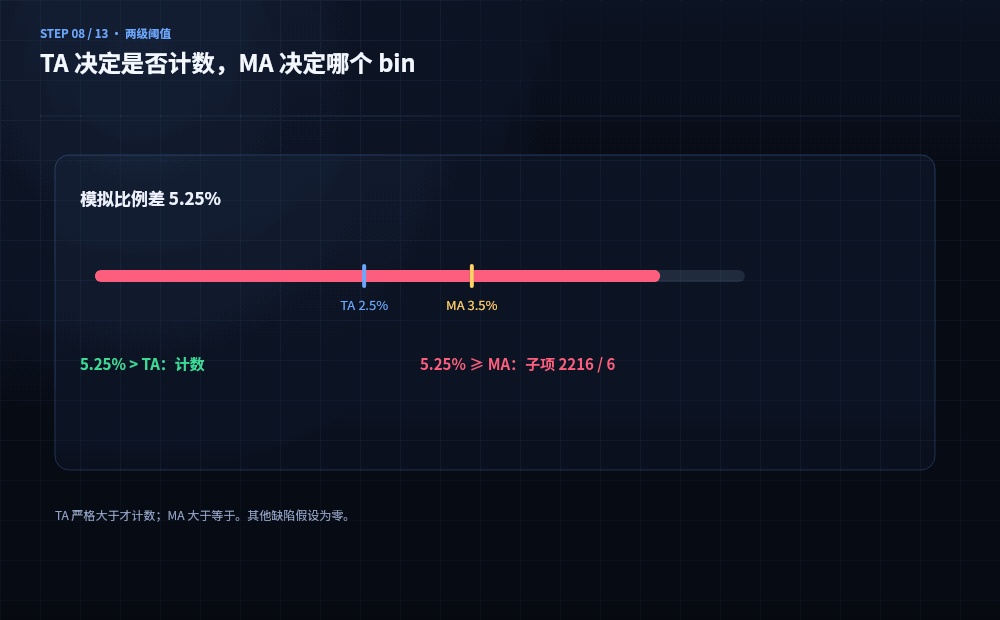 STEP 08 / 13 · 两级阈值
TA 决定是否计数，MA 决定哪个 bin
模拟比例差 5.25%
TA 2.5%
MA 3.5%
5.25% > TA：计数
5.25% ⩾ MA：子项 2216 / 6
TA 严格大于才计数；MA 大于等于。其他缺陷假设为零。